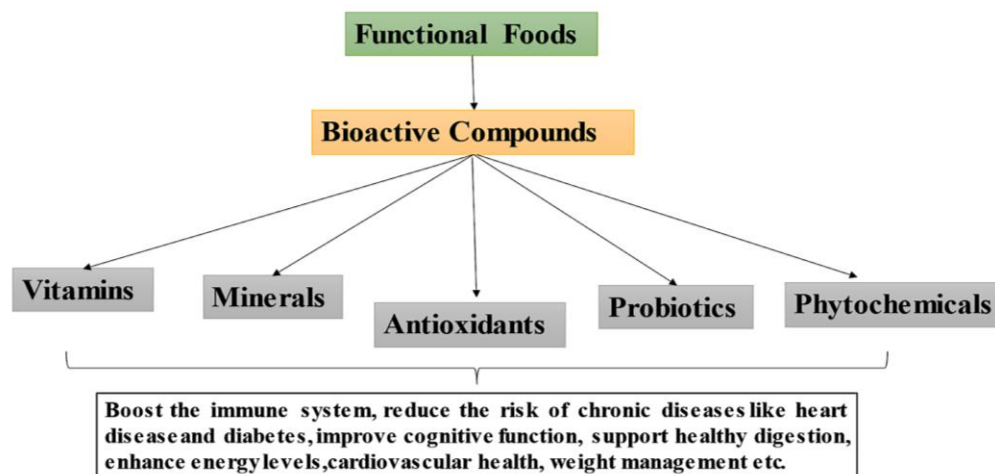 Functional Foods
Bioactive Compounds
Vitamins
Minerals
Antioxidants
Probiotics
Phytochemicals
Boost the immune system, reduce the risk of chronic diseases like heart
disease and diabetes, improve cognitive function, support healthy digestion,
enhance energy levels, cardiovascular health, weight management etc.